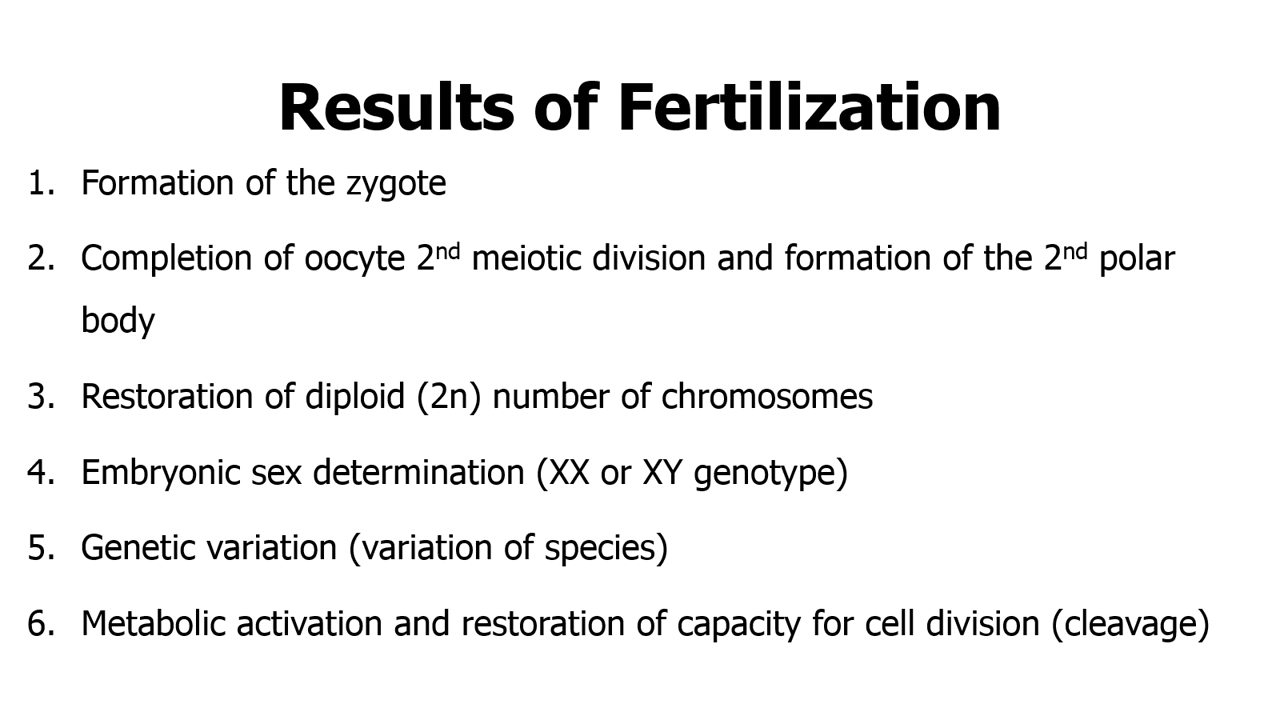 Results of Fertilization
1. Formation of the zygote
2. Completion of oocyte 2nd meiotic division and formation of the 2nd polar
body
3. Restoration of diploid (2n) number of chromosomes
4. Embryonic sex determination (XX or XY genotype)
5. Genetic variation (variation of species)
6. Metabolic activation and restoration of capacity for cell division (cleavage)